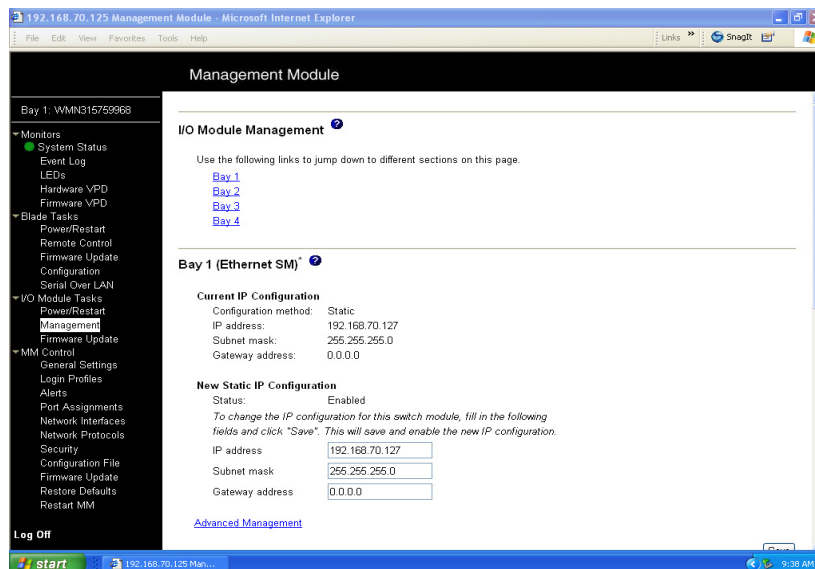 192.168.70.125 Management Module - Microsoft Internet Explorer
File Edit View Favorites Tools Help
Links » SnagIt
Management Module
Bay 1: WMN315759968
Monitors
System Status
Event Log
LEDs
Hardware VPD
Firmware VPD
Blade Tasks
Power/Restart
Remote Control
Firmware Update
Configuration
Serial Over LAN
I/O Module Tasks
Power/Restart
Management
Firmware Update
MM Control
General Settings
Login Profiles
Alerts
Port Assignments
Network Interfaces
Network Protocols
Security
Configuration File
Firmware Update
Restore Defaults
Restart MM
Log Off
I/O Module Management ?
Use the following links to jump down to different sections on this page.
Bay 1
Bay 2
Bay 3
Bay 4
Bay 1 (Ethernet SM)* ?
Current IP Configuration
Configuration method: Static
IP address: 192.168.70.127
Subnet mask: 255.255.255.0
Gateway address: 0.0.0.0
New Static IP Configuration
Status: Enabled
To change the IP configuration for this switch module, fill in the following
fields and click "Save". This will save and enable the new IP configuration.
IP address 192.168.70.127
Subnet mask 255.255.255.0
Gateway address 0.0.0.0
Advanced Management
start
192.168.70.125 Man...
9:38 AM